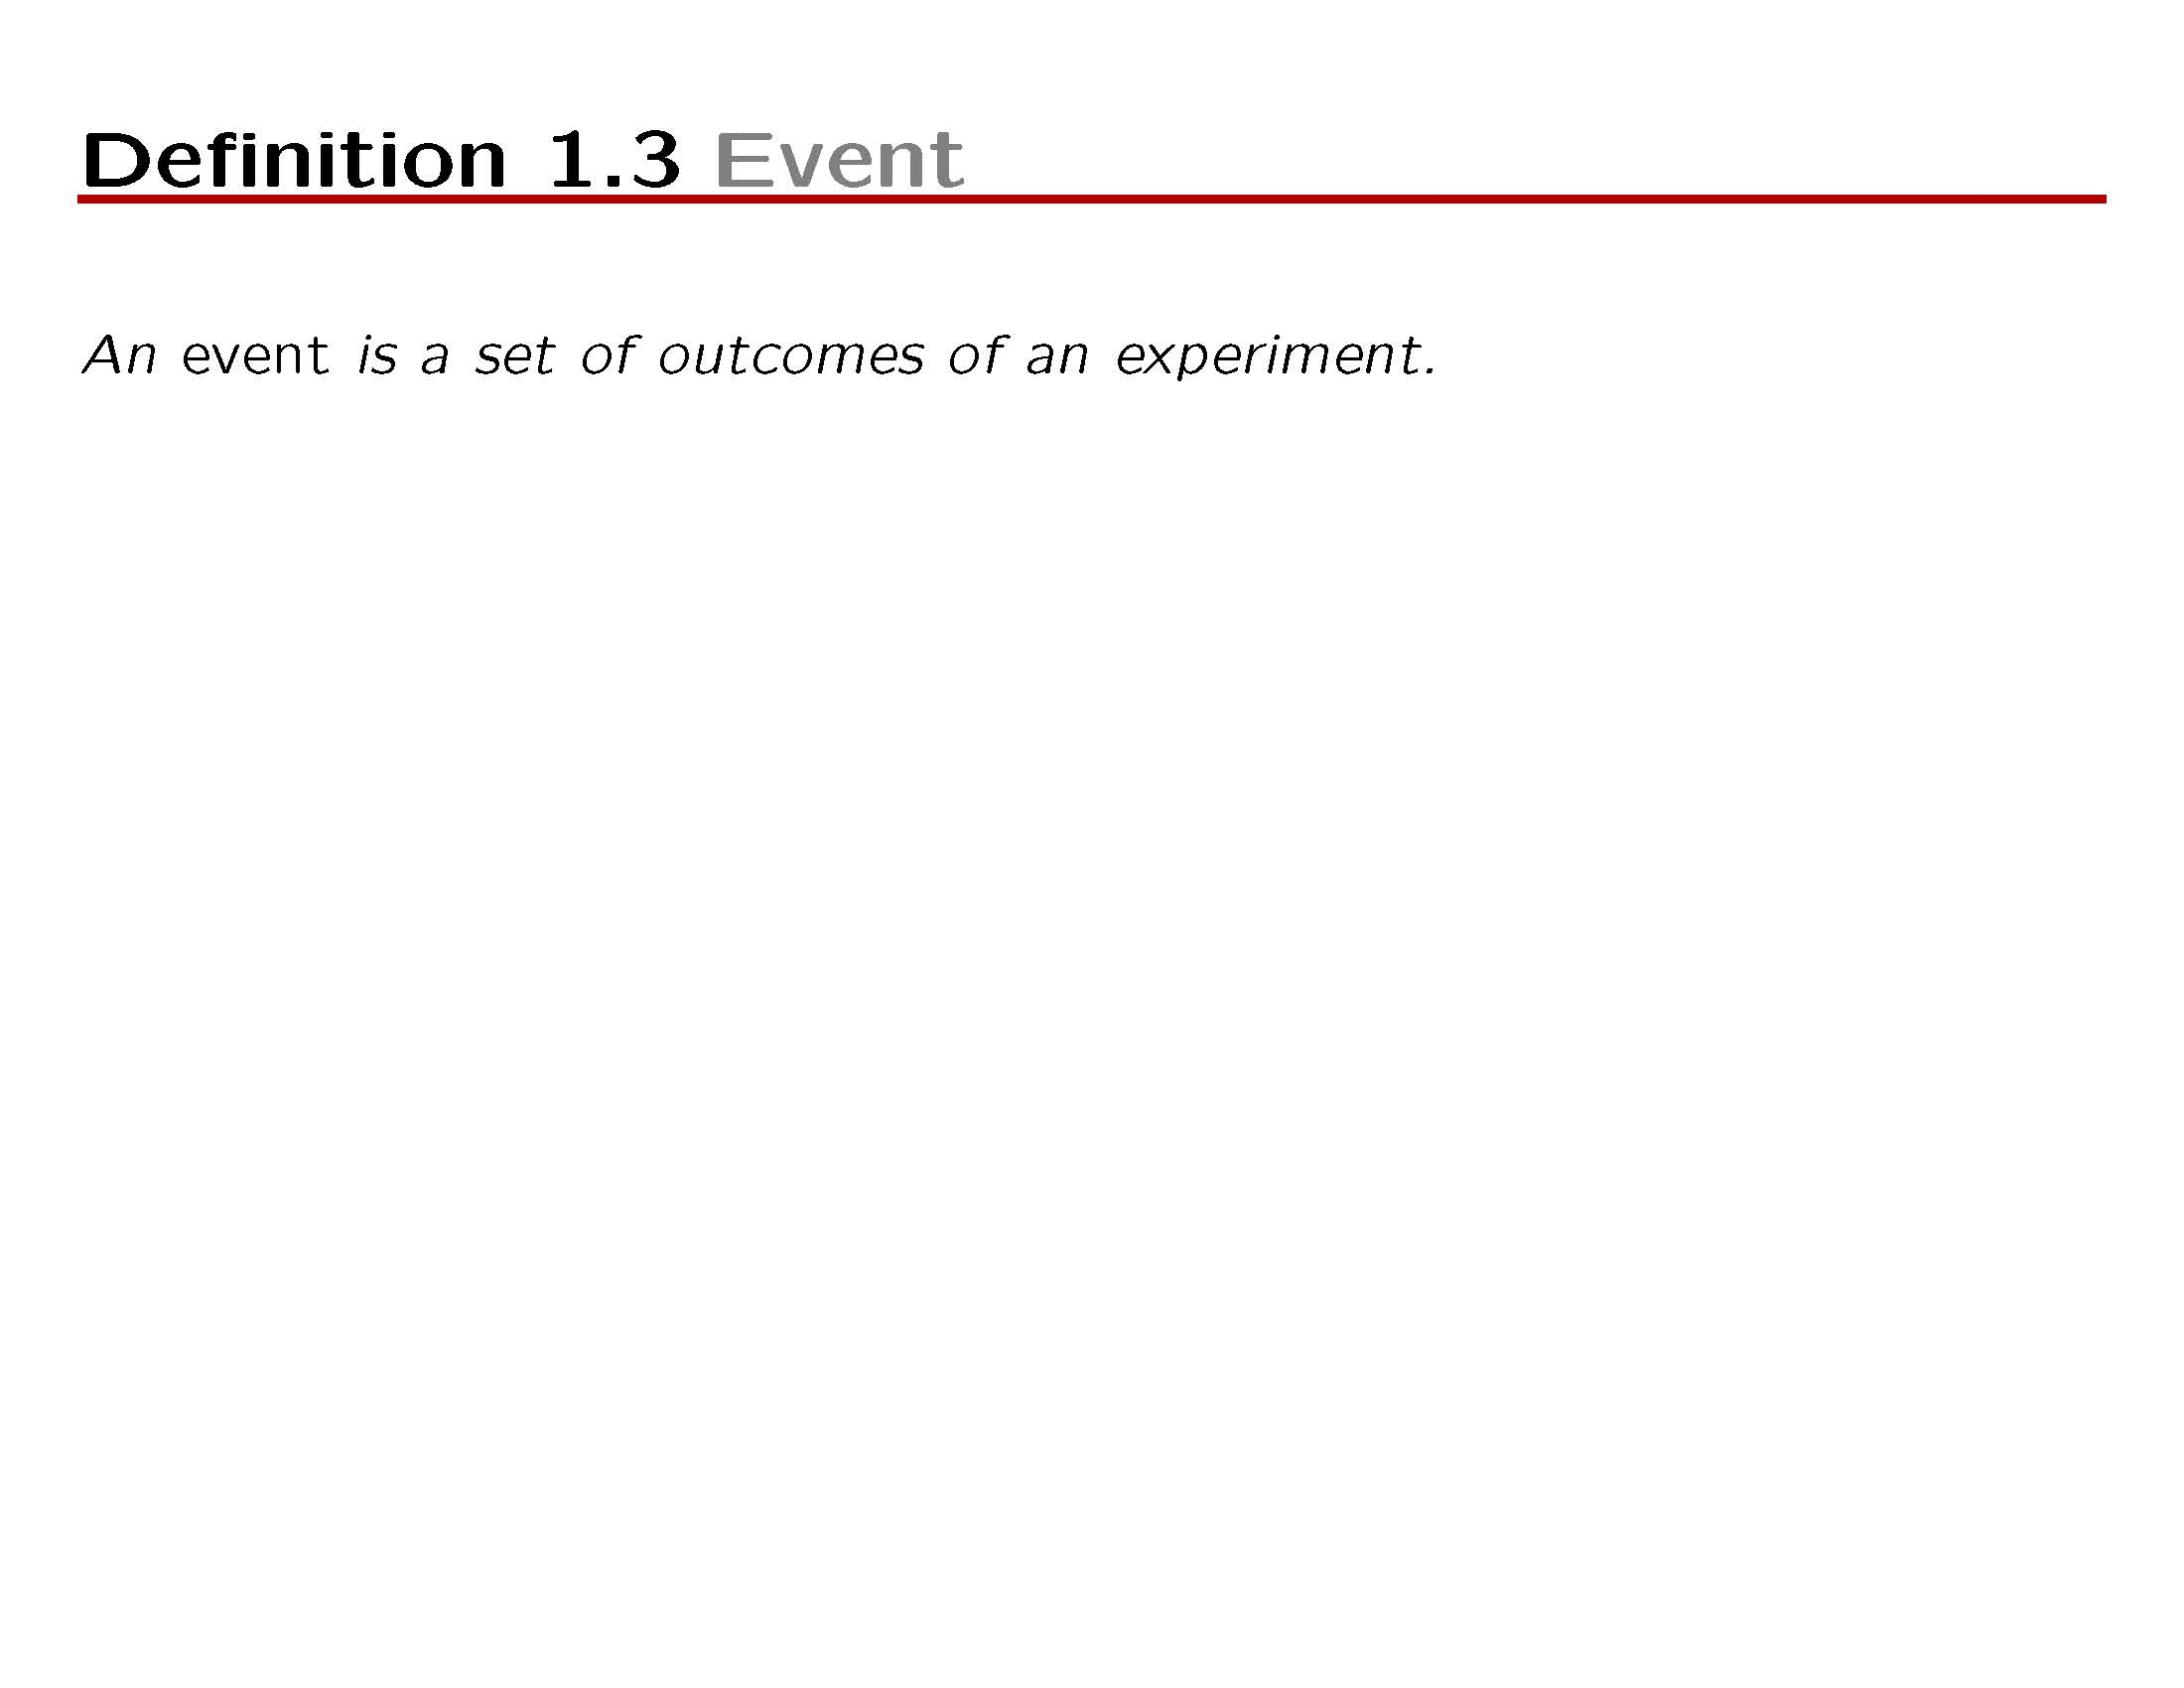 Definition 1.3 Event
An event is a set of outcomes of an experiment.